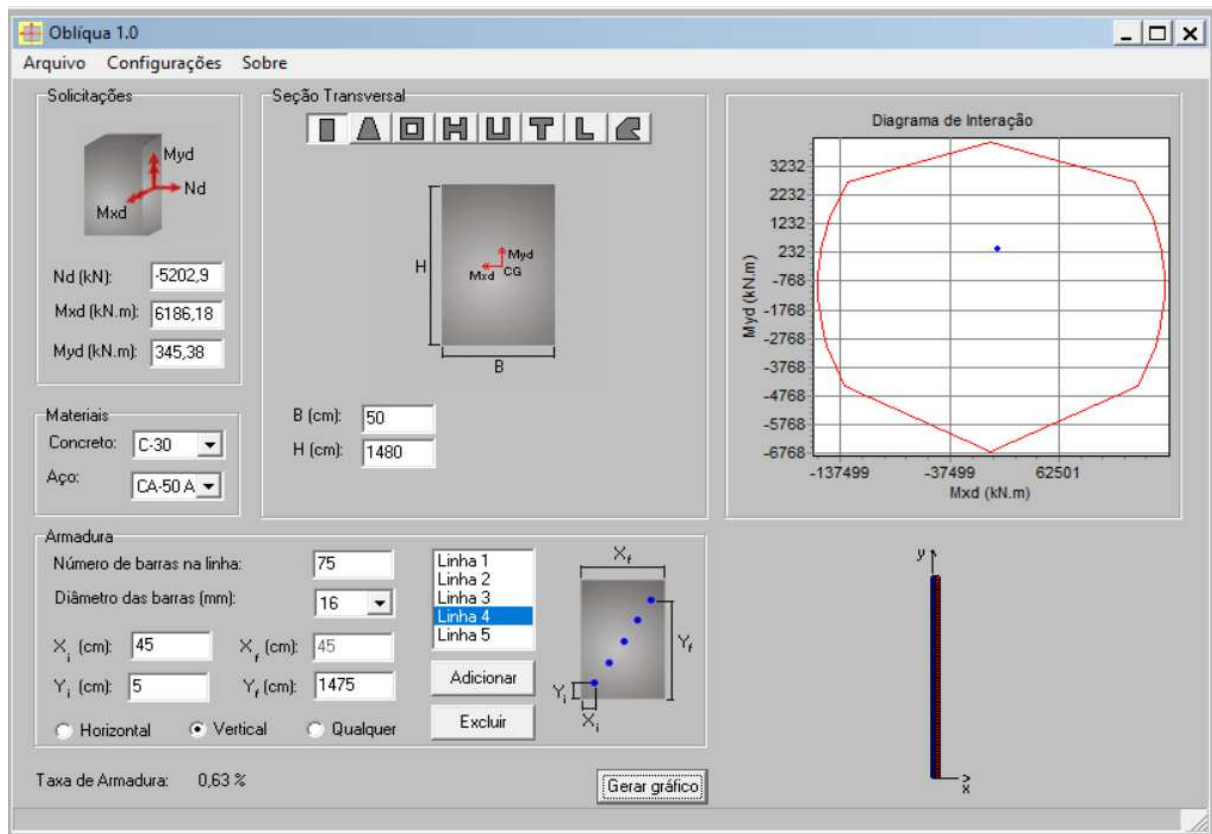 Oblíqua 1.0
Arquivo Configurações Sobre
Solicitações
Myd
Nd
Mxd
Nd (kN): -5202,9
Mxd (kN.m): 6186,18
Myd (kN.m): 345,38
Materiais
Concreto: C-30
Aço: CA-50 A
Seção Transversal
H
Myd
Mxd CG
B
B (cm): 50
H (cm): 1480
Diagrama de Interação
Myd (kN.m)
3232
2232
1232
232
-768
-1768
-2768
-3768
-4768
-5768
-6768
-137499 -37499 62501
Mxd (kN.m)
Armadura
Número de barras na linha: 75
Diâmetro das barras (mm): 16
Xi (cm): 45 Xf (cm): 45
Yi (cm): 5 Yf (cm): 1475
Horizontal Vertical Qualquer
Linha 1
Linha 2
Linha 3
Linha 4
Linha 5
Adicionar
Excluir
Xf
Yf
Yi
Xi
y
x
Taxa de Armadura: 0,63 %
Gerar gráfico